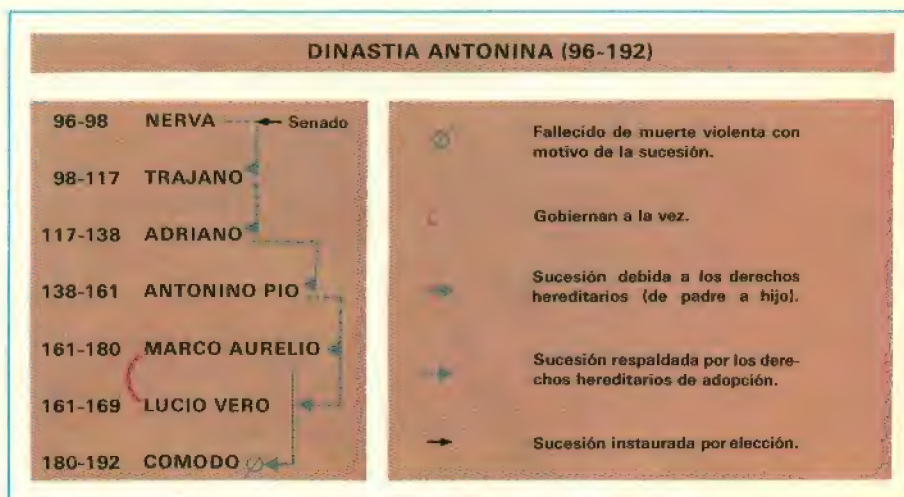 DINASTIA ANTONINA (96-192)
96-98 NERVA Senado
98-117 TRAJANO
117-138 ADRIANO
138-161 ANTONINO PIO
161-180 MARCO AURELIO
161-169 LUCIO VERO
180-192 COMODO
Fallecido de muerte violenta con
motivo de la sucesión.
Gobiernan a la vez.
Sucesión debida a los derechos
hereditarios (de padre a hijo).
Sucesión respaldada por los dere-
chos hereditarios de adopción.
Sucesión instaurada por elección.